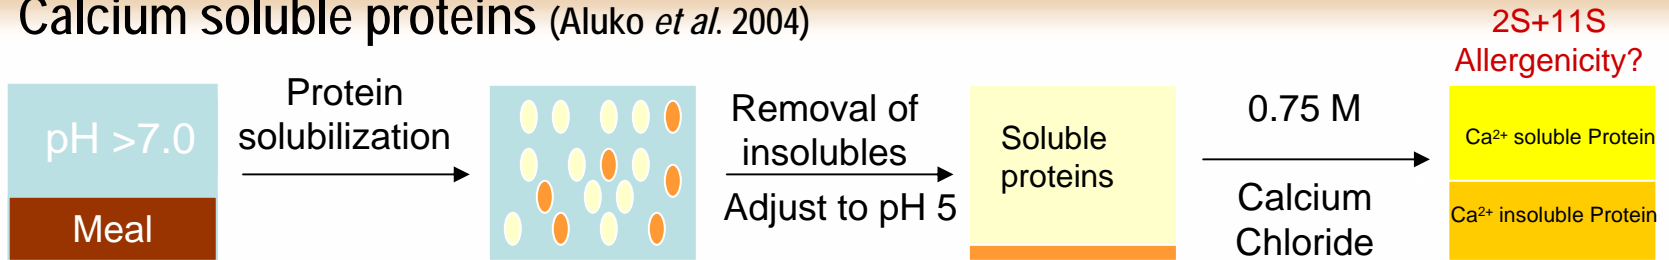 Calcium soluble proteins (Aluko et al. 2004)
pH >7.0
Meal
Protein
solubilization
Removal of
insolubles
Adjust to pH 5
Soluble
proteins
0.75 M
Calcium
Chloride
2S+11S
Allergenicity?
Ca²⁺ soluble Protein
Ca²⁺ insoluble Protein